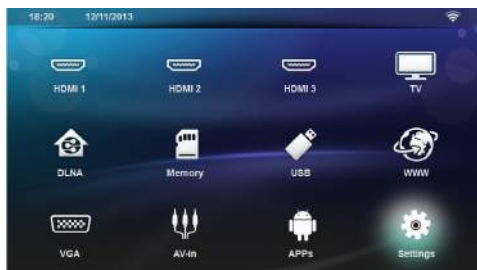 18:20 12/11/2013
HDMI 1 HDMI 2 HDMI 3 TV
DLNA Memory USB WWW
VGA AV-in APPs Settings